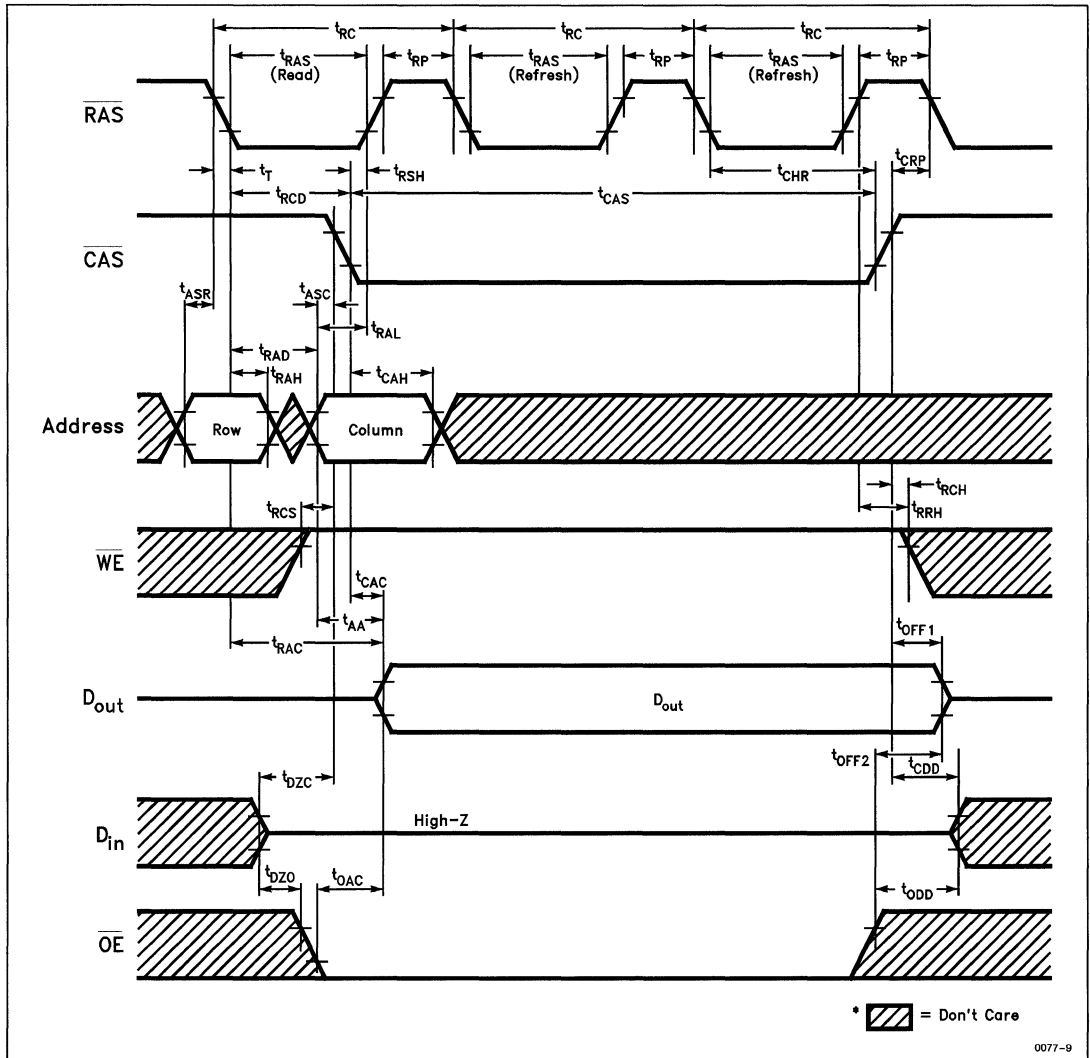 tRC tRC tRC
tRAS (Read) tRP tRAS (Refresh) tRP tRAS (Refresh) tRP
RAS
tT tRSH tCHR tCRP
tRCD tCAS
CAS
tASR tASC
tRAL
tRAD
tRAH tCAH
Address Row Column
tRCH
tRCS tRRH
WE
tCAC
tAA tOFF1
tRAC
Dout Dout
tOFF2
tDZC tCDD
Din High-Z
tDZO tOAC tODD
OE
* = Don't Care
0077-9